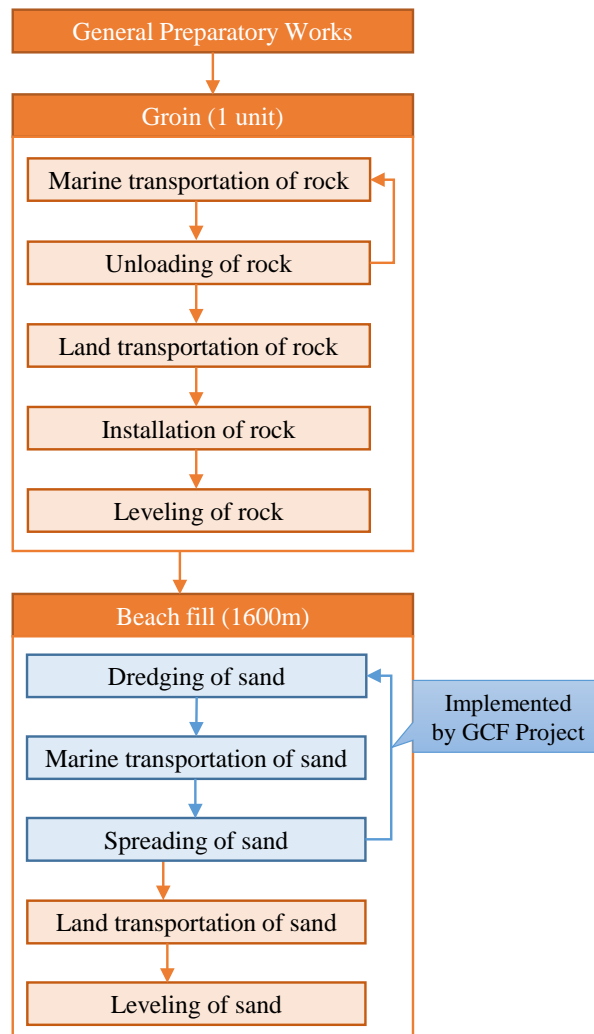 General Preparatory Works
Groin (1 unit)
Marine transportation of rock
Unloading of rock
Land transportation of rock
Installation of rock
Leveling of rock
Beach fill (1600m)
Dredging of sand
Implemented
by GCF Project
Marine transportation of sand
Spreading of sand
Land transportation of sand
Leveling of sand